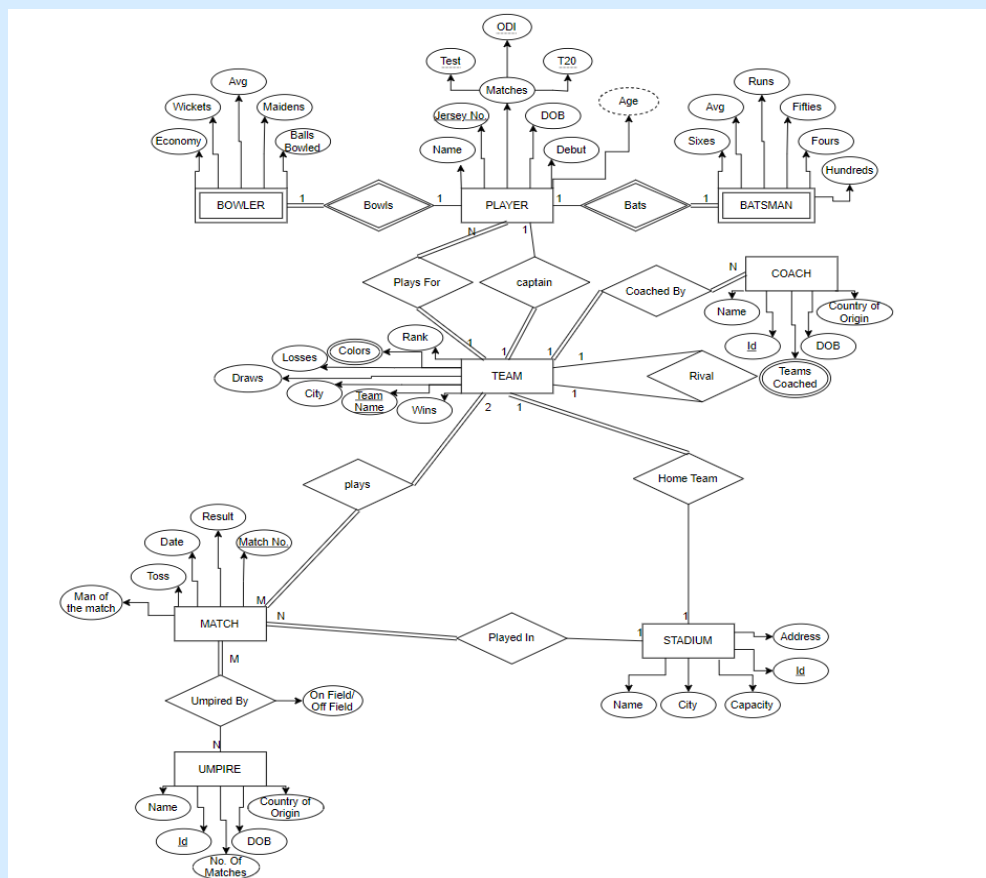 ODI
Test
T20
Matches
Avg
Wickets
Maidens
Economy
Balls
Bowled
Jersey No.
DOB
Age
Name
Debut
Runs
Avg
Fifties
Sixes
Fours
Hundreds
BOWLER
1
Bowls
1
PLAYER
1
Bats
1
BATSMAN
N
1
Plays For
captain
Coached By
N
COACH
Name
Country of
Origin
Id
DOB
Teams
Coached
Rank
Colors
Losses
Draws
City
Team
Name
Wins
1
1
1
1
TEAM
1
Rival
2
1
plays
Home Team
Result
Date
Match No.
Toss
Man of
the match
M
MATCH
N
Played In
1
1
STADIUM
Address
Id
Name
City
Capacity
M
Umpired By
On Field/
Off Field
N
UMPIRE
Name
Country of
Origin
Id
DOB
No. Of
Matches